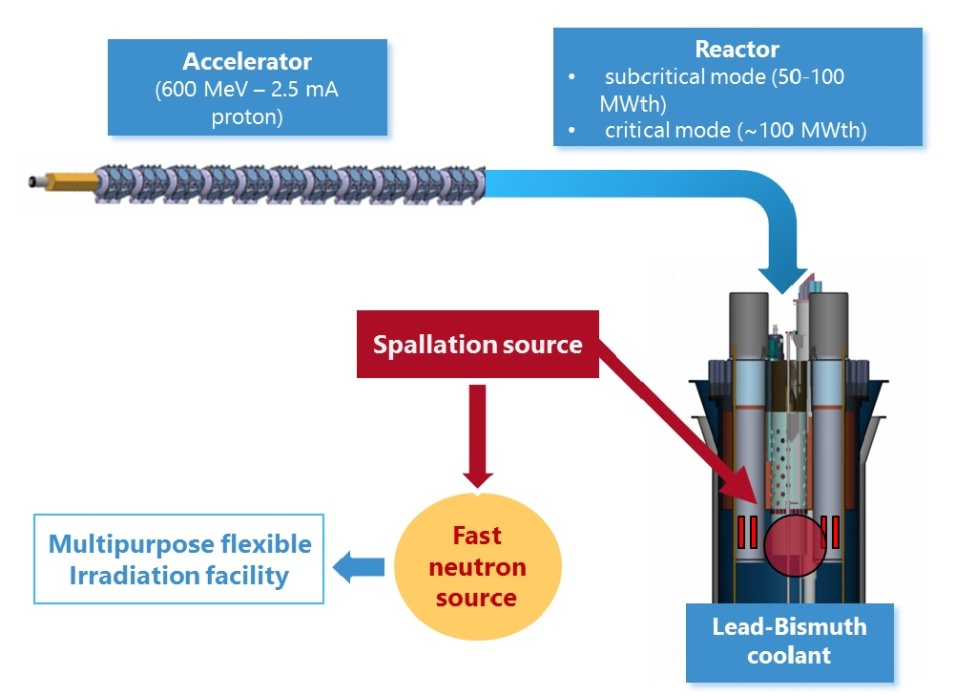 Accelerator
(600 MeV – 2.5 mA
proton)
Reactor
• subcritical mode (50-100
MWth)
• critical mode (~100 MWth)
Spallation source
Fast
neutron
source
Multipurpose flexible
Irradiation facility
Lead-Bismuth
coolant